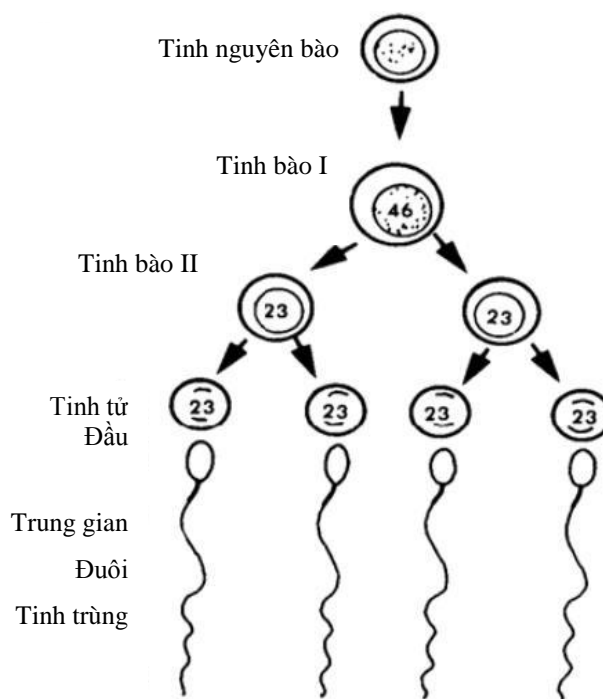 Tinh nguyên bào
Tinh bào I
46
Tinh bào II
23
23
Tinh tử
23
23
23
23
Đầu
Trung gian
Đuôi
Tinh trùng